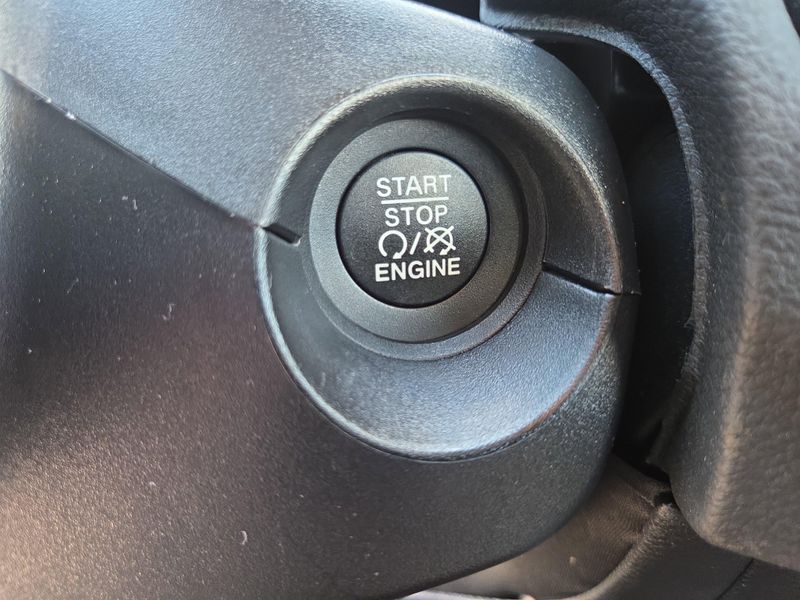 START
STOP
/
ENGINE